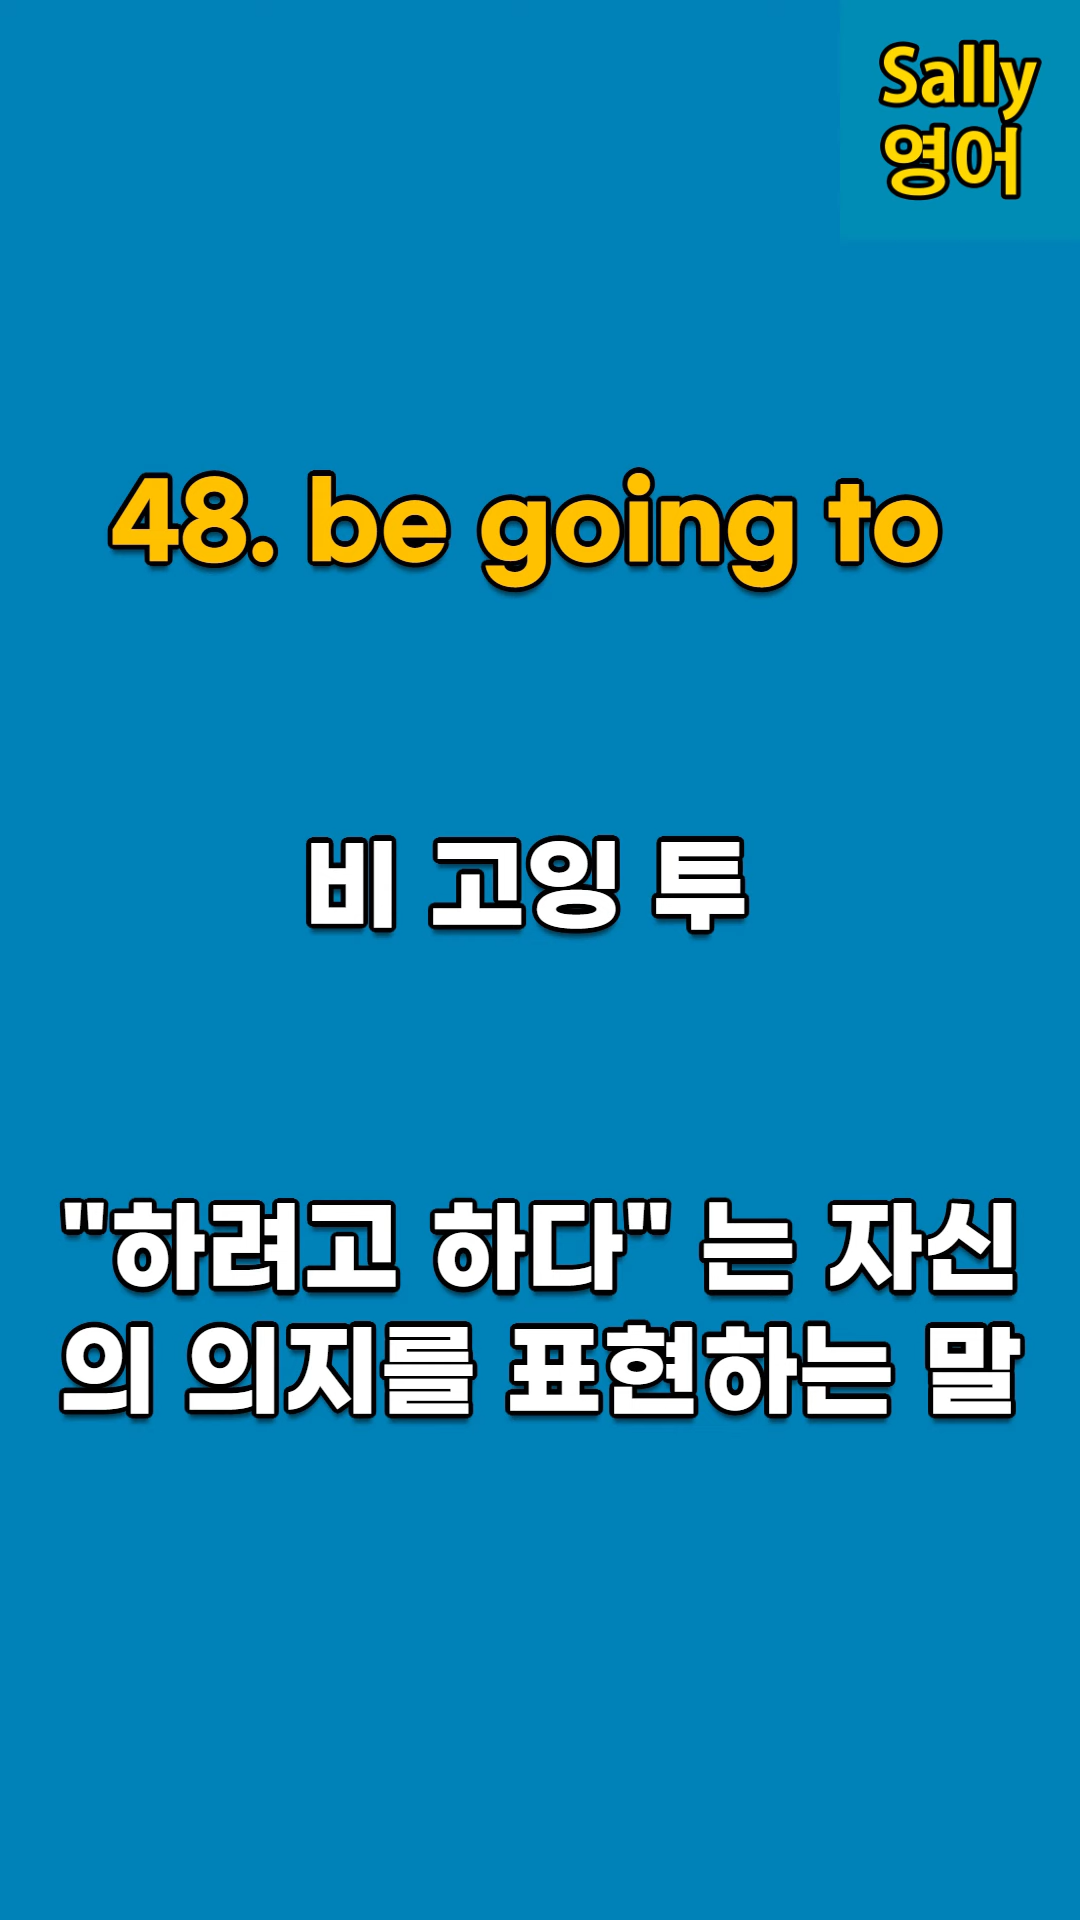 Sally
영어
48. be going to
비 고잉 투
"하려고 하다" 는 자신
의 의지를 표현하는 말